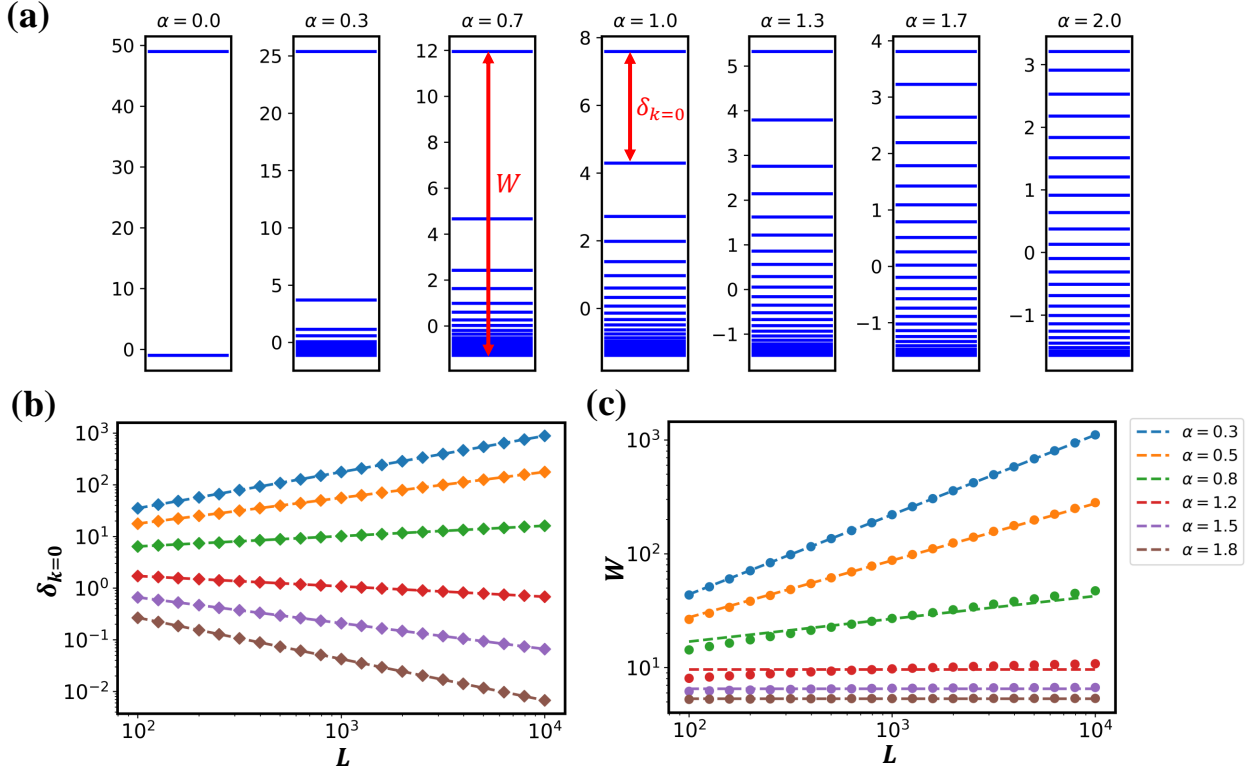 (a)
α = 0.0 α = 0.3 α = 0.7 α = 1.0 α = 1.3 α = 1.7 α = 2.0
50 40 30 20 10 0
25 20 15 10 5 0
12 10 8 6 4 2 0
8 7 6 4 2 0
5 4 3 2 1 0 −1
4 3 2 1 0 −1
3 2 1 0 −1
W
δₖ₌₀
(b)
δₖ₌₀
10³
10²
10¹
10⁰
10⁻¹
10⁻²
10² 10³ 10⁴
L
(c)
W
10³
10²
10¹
10² 10³ 10⁴
L
α = 0.3
α = 0.5
α = 0.8
α = 1.2
α = 1.5
α = 1.8